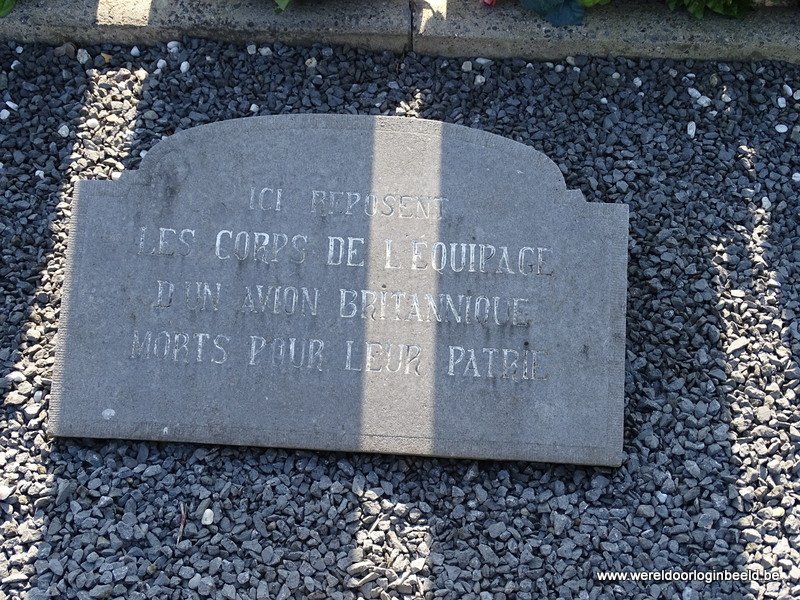 ICI REPOSENT
LES CORPS DE L'EQUIPAGE
D'UN AVION BRITANNIQUE
MORTS POUR LEUR PATRIE
www.wereldoorloginbeeld.be